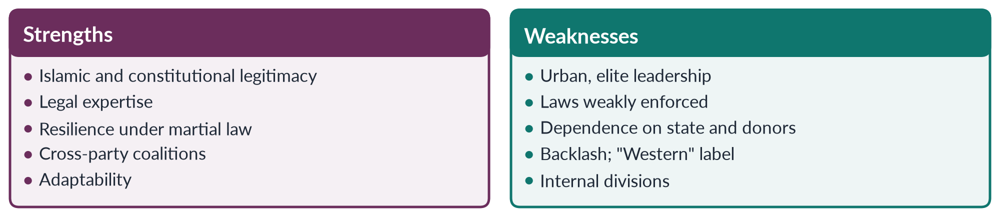 Strengths
• Islamic and constitutional legitimacy
• Legal expertise
• Resilience under martial law
• Cross-party coalitions
• Adaptability
Weaknesses
• Urban, elite leadership
• Laws weakly enforced
• Dependence on state and donors
• Backlash; "Western" label
• Internal divisions